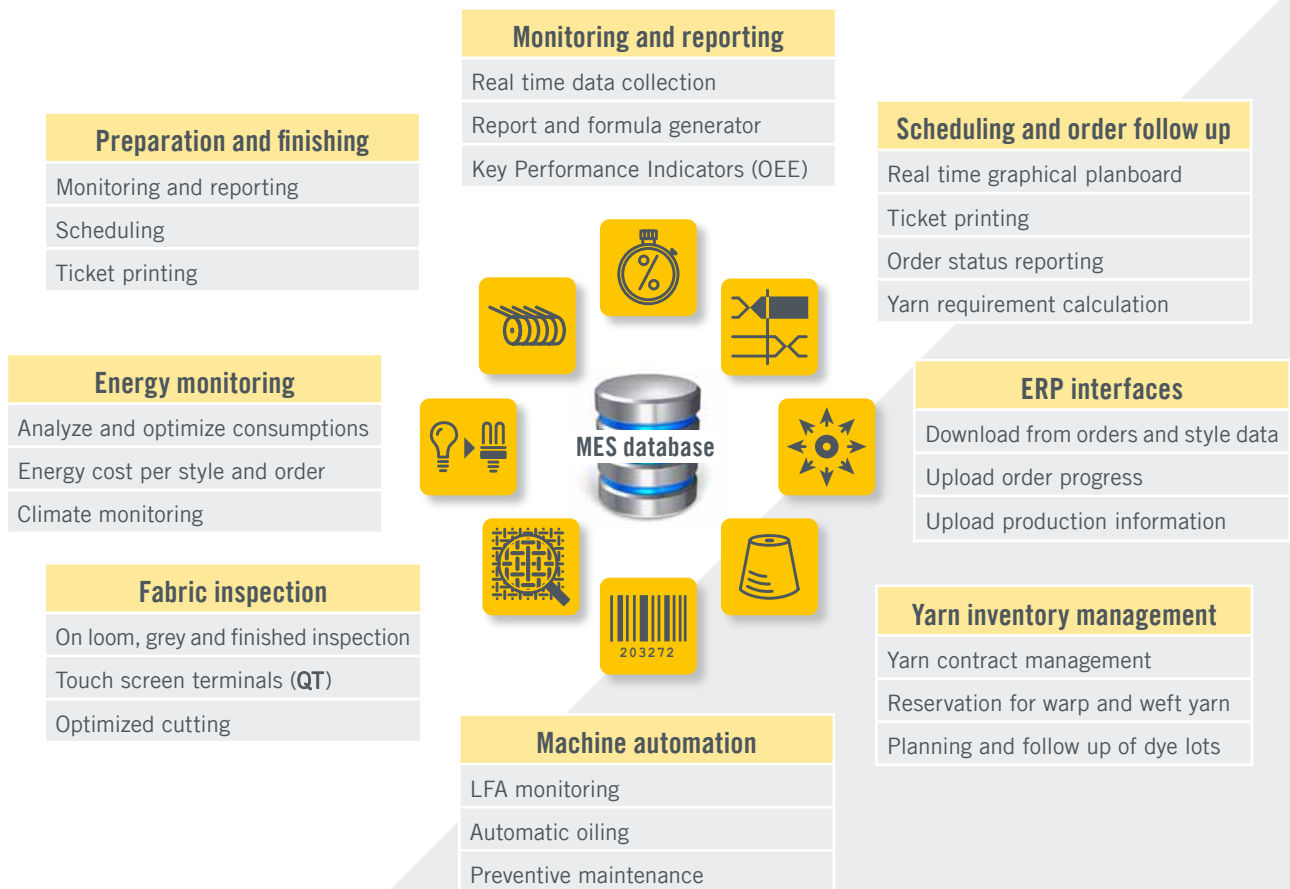 Monitoring and reporting
Real time data collection
Report and formula generator
Key Performance Indicators (OEE)
Preparation and finishing
Monitoring and reporting
Scheduling
Ticket printing
Scheduling and order follow up
Real time graphical planboard
Ticket printing
Order status reporting
Yarn requirement calculation
Energy monitoring
Analyze and optimize consumptions
Energy cost per style and order
Climate monitoring
%
MES database
ERP interfaces
Download from orders and style data
Upload order progress
Upload production information
Fabric inspection
On loom, grey and finished inspection
Touch screen terminals (QT)
Optimized cutting
203272
Yarn inventory management
Yarn contract management
Reservation for warp and weft yarn
Planning and follow up of dye lots
Machine automation
LFA monitoring
Automatic oiling
Preventive maintenance